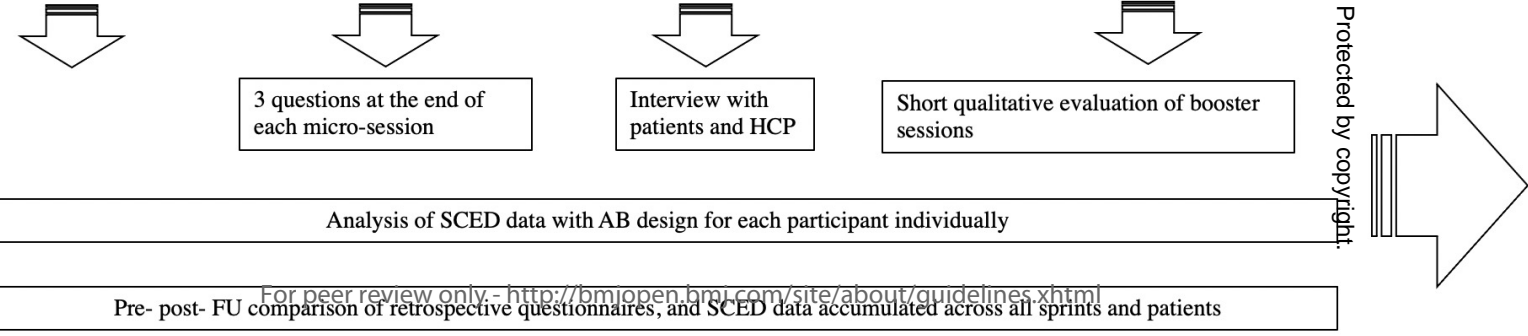 3 questions at the end of
each micro-session
Interview with
patients and HCP
Short qualitative evaluation of booster
sessions
Analysis of SCED data with AB design for each participant individually
Pre- post- FU comparison of retrospective questionnaires, and SCED data accumulated across all sprints and patients
For peer review only - http://bmjopen.bmj.com/site/about/guidelines.xhtml
Protected by copyright.